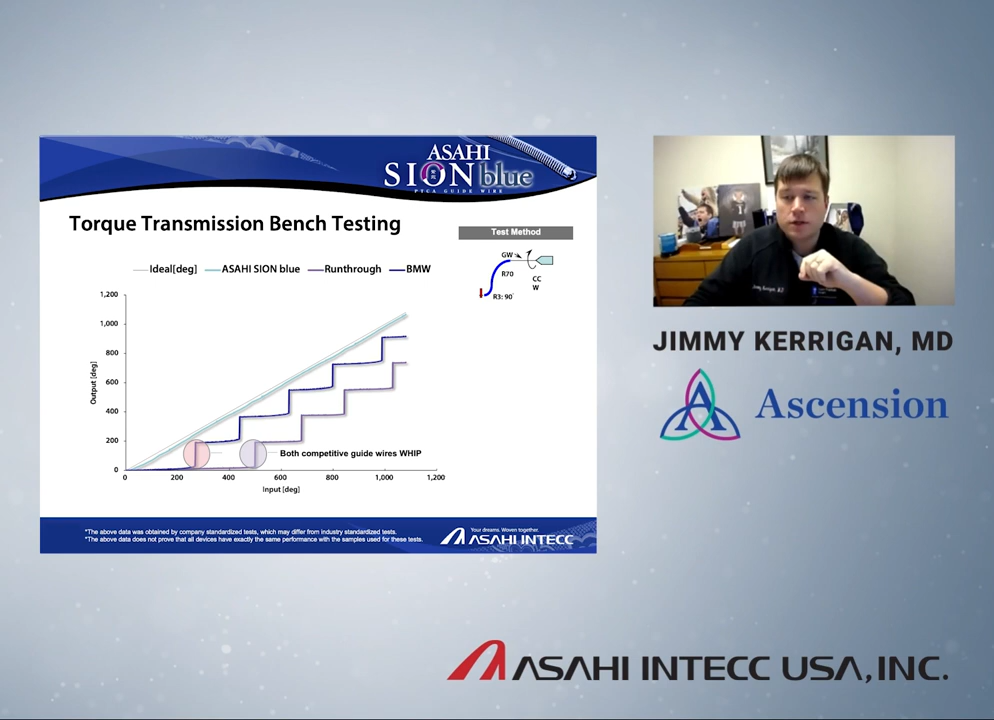 ASAHI
SION blue
PTCA GUIDE WIRE
Torque Transmission Bench Testing
Test Method
GW
R70
CC
W
R3: 90°
Ideal[deg]
ASAHI SION blue
Runthrough
BMW
1,200
1,000
800
600
400
200
0
Output [deg]
Both competitive guide wires WHIP
0
200
400
600
800
1,000
1,200
Input [deg]
*The above data was obtained by company standardized tests, which may differ from industry standardized tests.
*The above data does not prove that all devices have exactly the same performance with the samples used for these tests.
Your dreams. Woven together.
ASAHI INTECC
JIMMY KERRIGAN, MD
Ascension
ASAHI INTECC USA, INC.